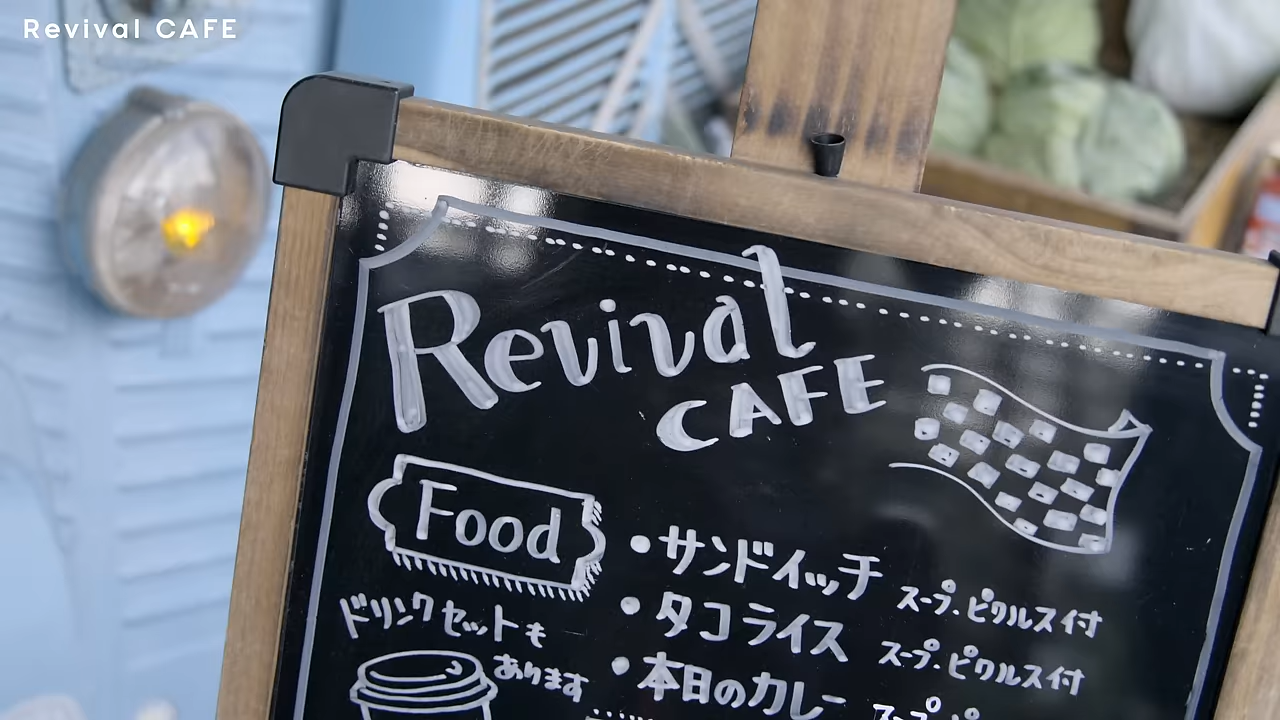 Revival CAFE
Revival
CAFE
Food
・サンドイッチ スープ・ピクルス付
・タコライス スープ・ピクルス付
・本日のカレー
ドリンクセットも
あります